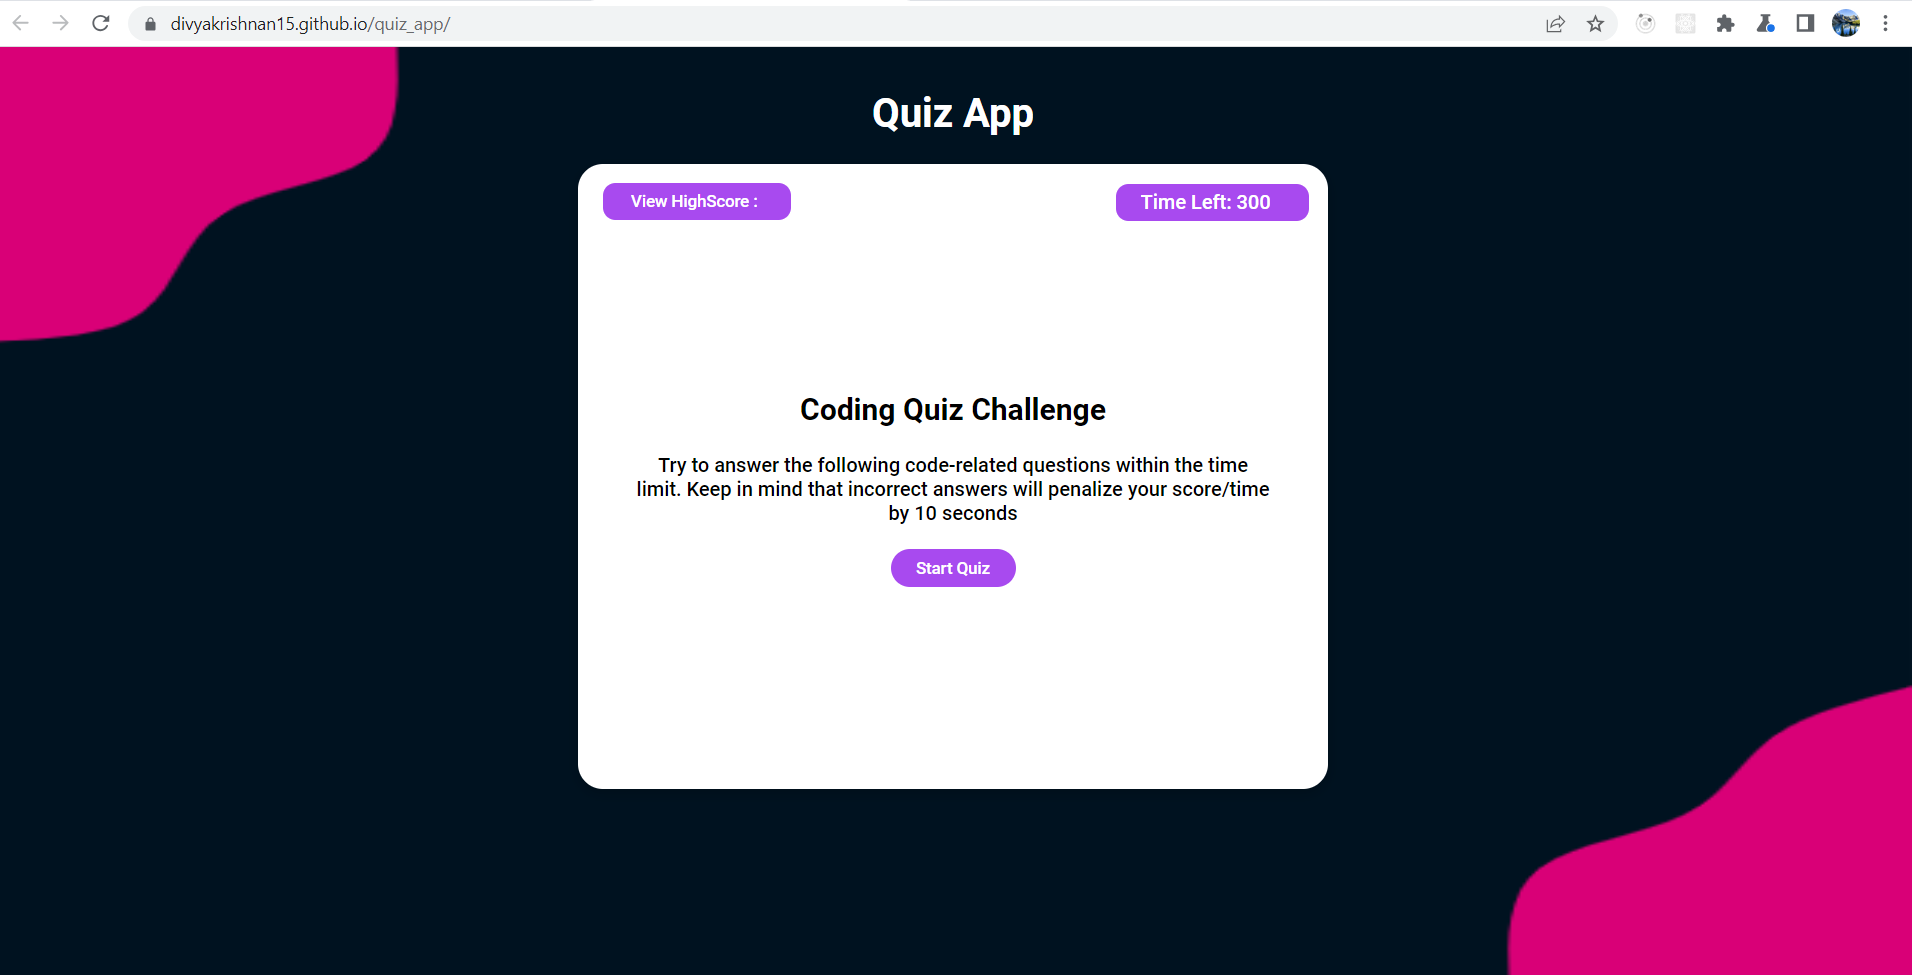 divyakrishnan15.github.io/quiz_app/
Quiz App
View HighScore :
Time Left: 300
Coding Quiz Challenge
Try to answer the following code-related questions within the time
limit. Keep in mind that incorrect answers will penalize your score/time
by 10 seconds
Start Quiz